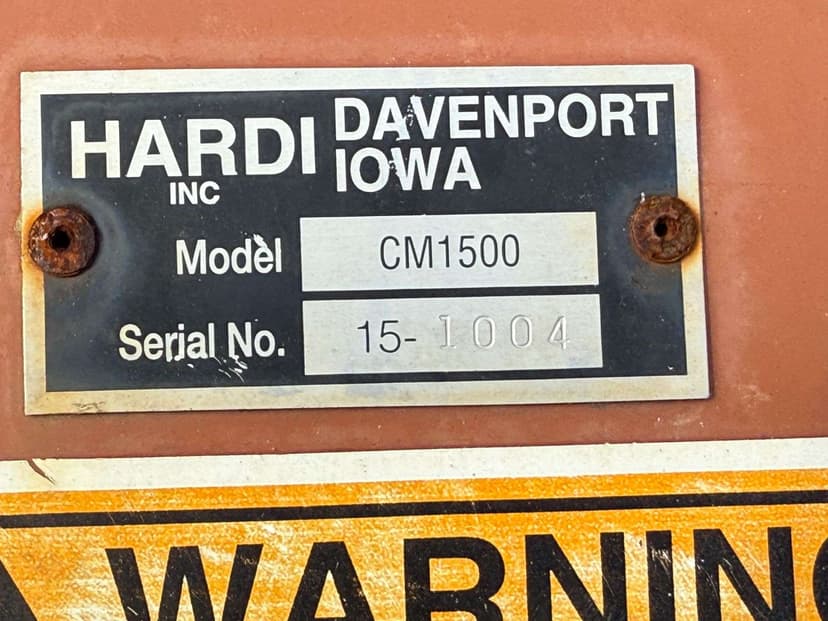 HARDI DAVENPORT
INC IOWA
Model CM1500
Serial No. 15-1004
WARNING